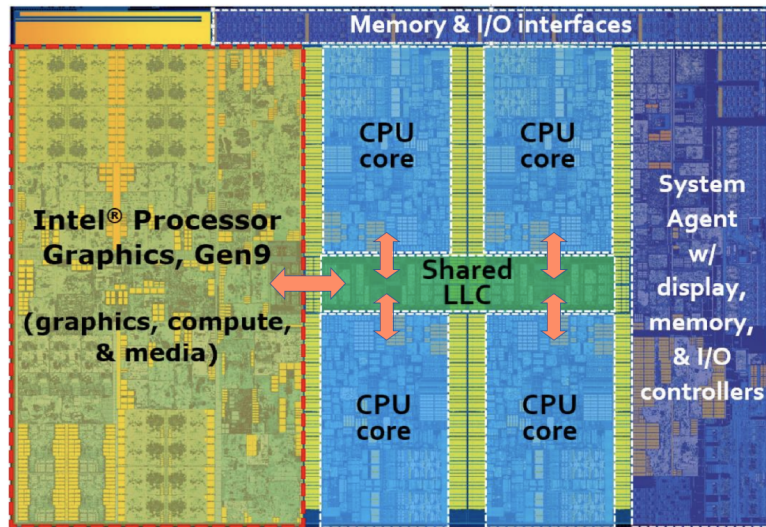 Memory & I/O interfaces
CPU
core
CPU
core
Intel® Processor
Graphics, Gen9
(graphics, compute,
& media)
Shared
LLC
System
Agent
w/
display,
memory,
& I/O
controllers
CPU
core
CPU
core